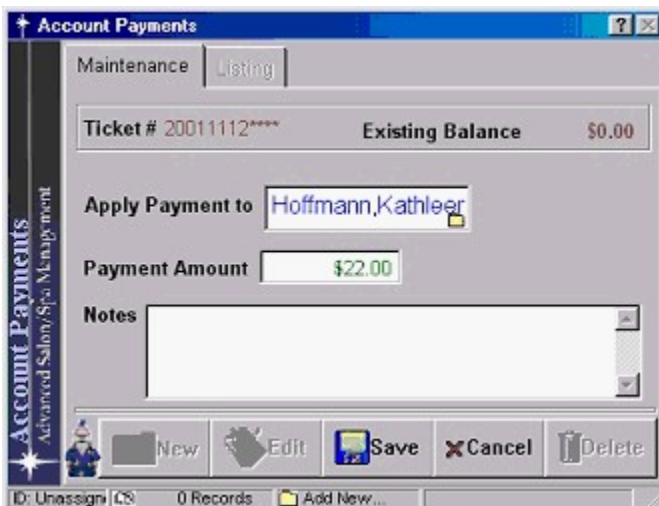 Account Payments
?
Maintenance
Listing
Ticket # 20011112**** Existing Balance $0.00
Apply Payment to Hoffmann,Kathleer
Payment Amount $22.00
Notes
Account Payments
Advanced Salon/Spa Management
New Edit Save Cancel Delete
ID: Unassign 0 Records Add New...